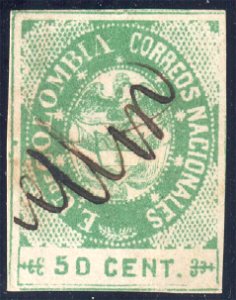 E. U. DE COLOMBIA CORREOS NACIONALES
50 CENT.